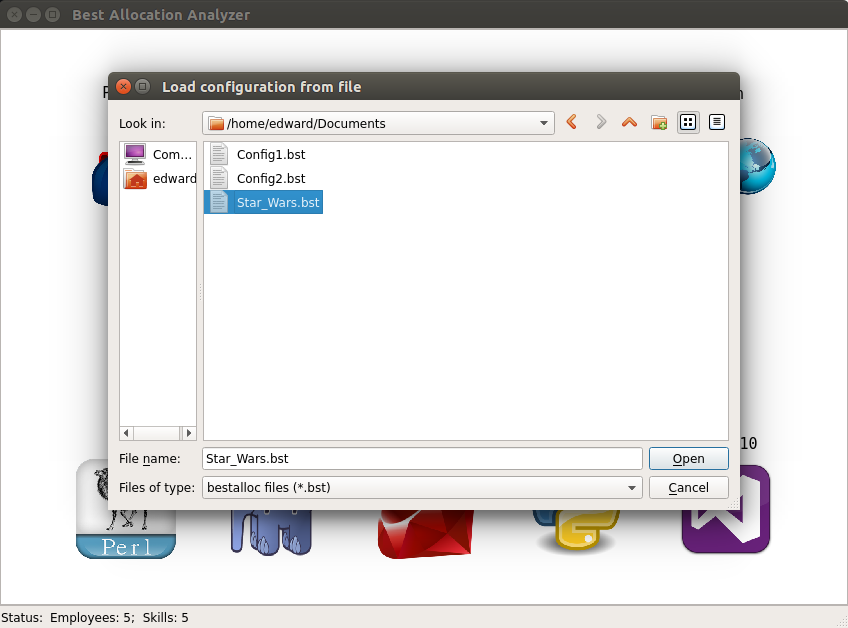 Best Allocation Analyzer
Load configuration from file
Look in:
/home/edward/Documents
Com...
edward
Config1.bst
Config2.bst
Star_Wars.bst
10
File name:
Star_Wars.bst
Open
Files of type:
bestalloc files (*.bst)
Cancel
Perl
Status: Employees: 5; Skills: 5